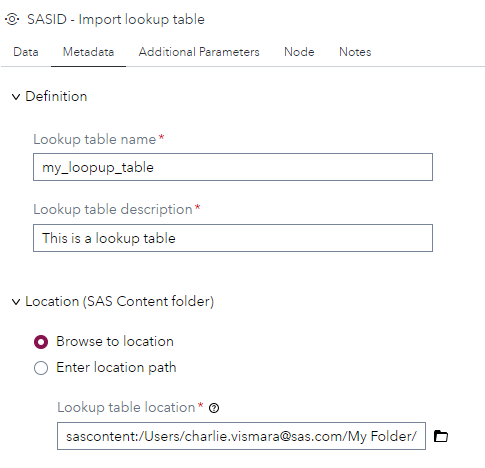 SASID - Import lookup table
Data Metadata Additional Parameters Node Notes
Definition
Lookup table name*
my_loopup_table
Lookup table description*
This is a lookup table
Location (SAS Content folder)
Browse to location
Enter location path
Lookup table location*
sascontent:/Users/charlie.vismara@sas.com/My Folder/